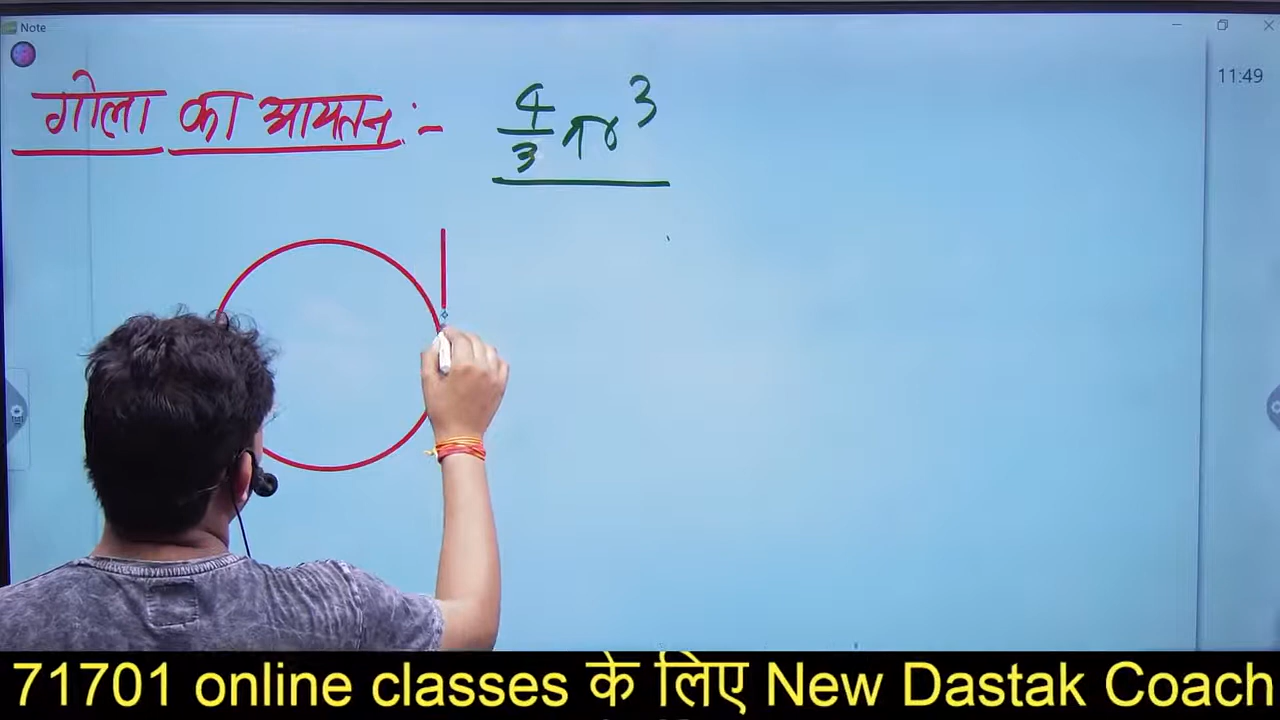 Note
11:49
गोला का आयतन :- 4/3 πr³
71701 online classes के लिए New Dastak Coach